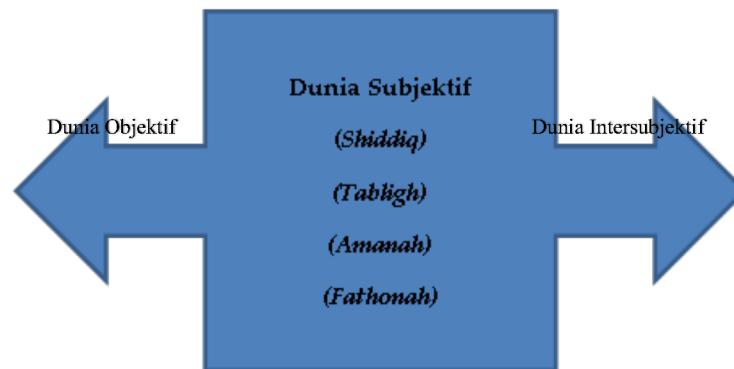 Dunia Subjektif
Dunia Objektif
Dunia Intersubjektif
(Shiddiq)
(Tabligh)
(Amanah)
(Fathonah)